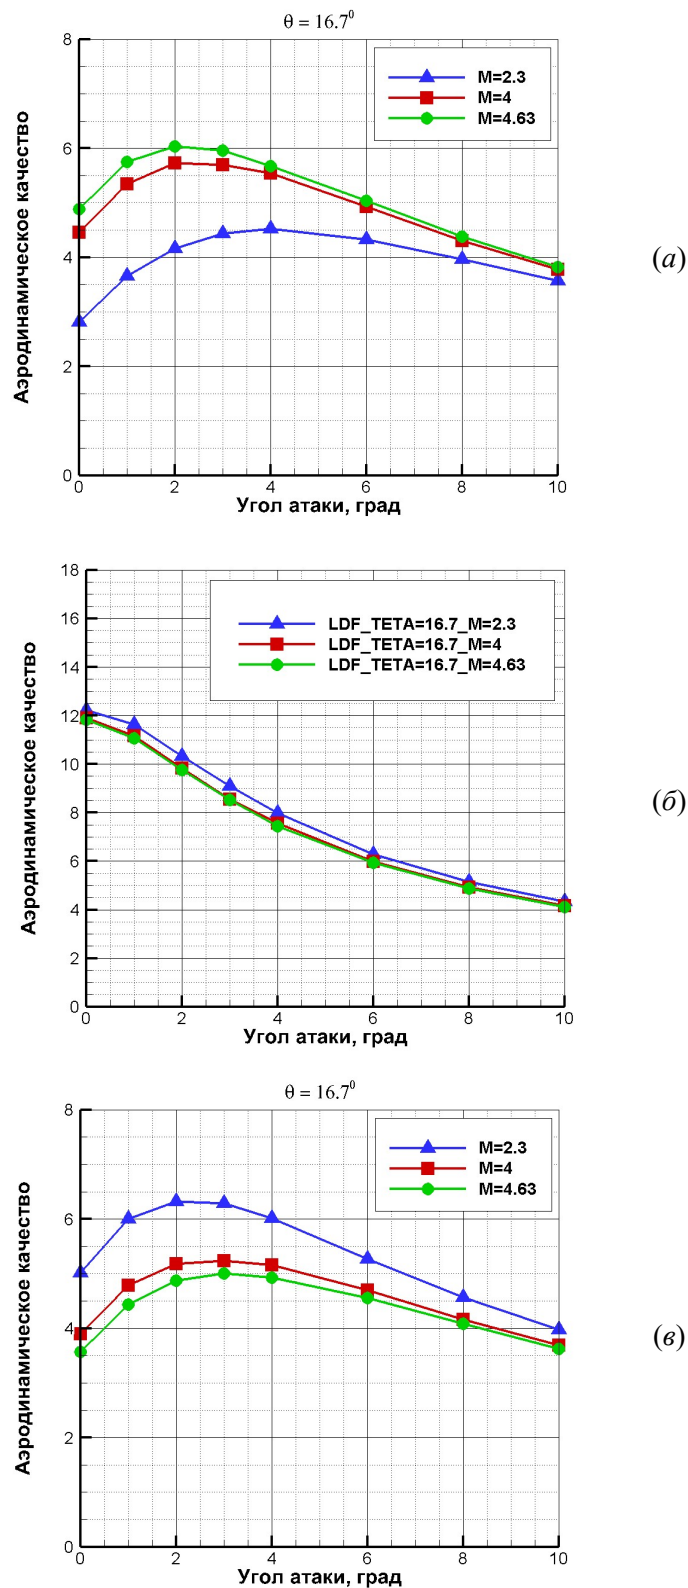 θ = 16.7⁰
8
6
4
2
0
Аэродинамическое качество
M=2.3
M=4
M=4.63
0 2 4 6 8 10
Угол атаки, град
(а)
18
16
14
12
10
8
6
4
2
0
Аэродинамическое качество
LDF_TETA=16.7_M=2.3
LDF_TETA=16.7_M=4
LDF_TETA=16.7_M=4.63
0 2 4 6 8 10
Угол атаки, град
(б)
θ = 16.7⁰
8
6
4
2
0
Аэродинамическое качество
M=2.3
M=4
M=4.63
0 2 4 6 8 10
Угол атаки, град
(в)